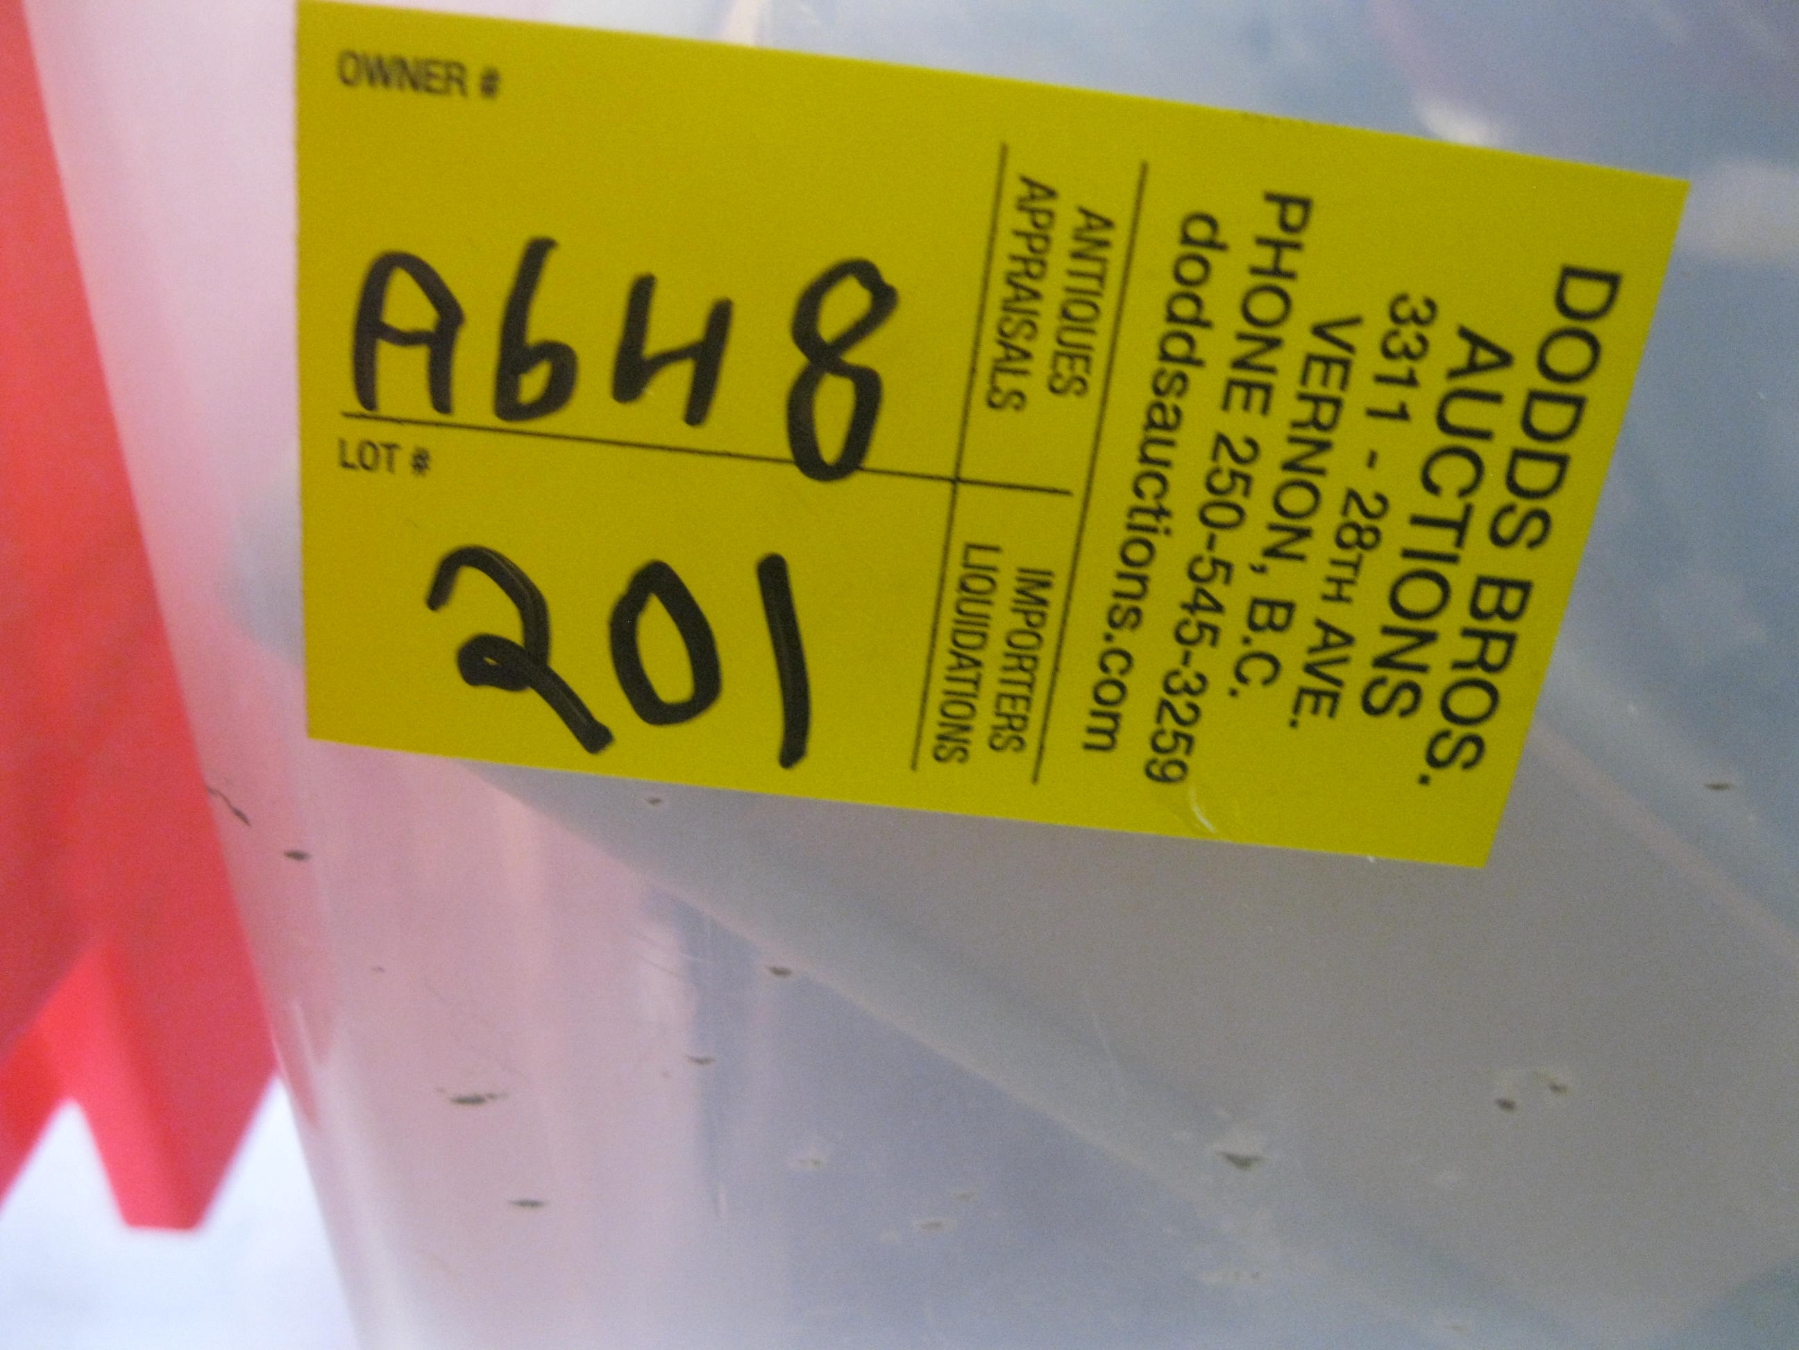 DODDS BROS.
AUCTIONS
3311 - 28TH AVE.
VERNON, B.C.
PHONE 250-545-3259
doddsauctions.com
ANTIQUES
APPRAISALS
IMPORTERS
LIQUIDATIONS
OWNER #
A648
LOT #
201